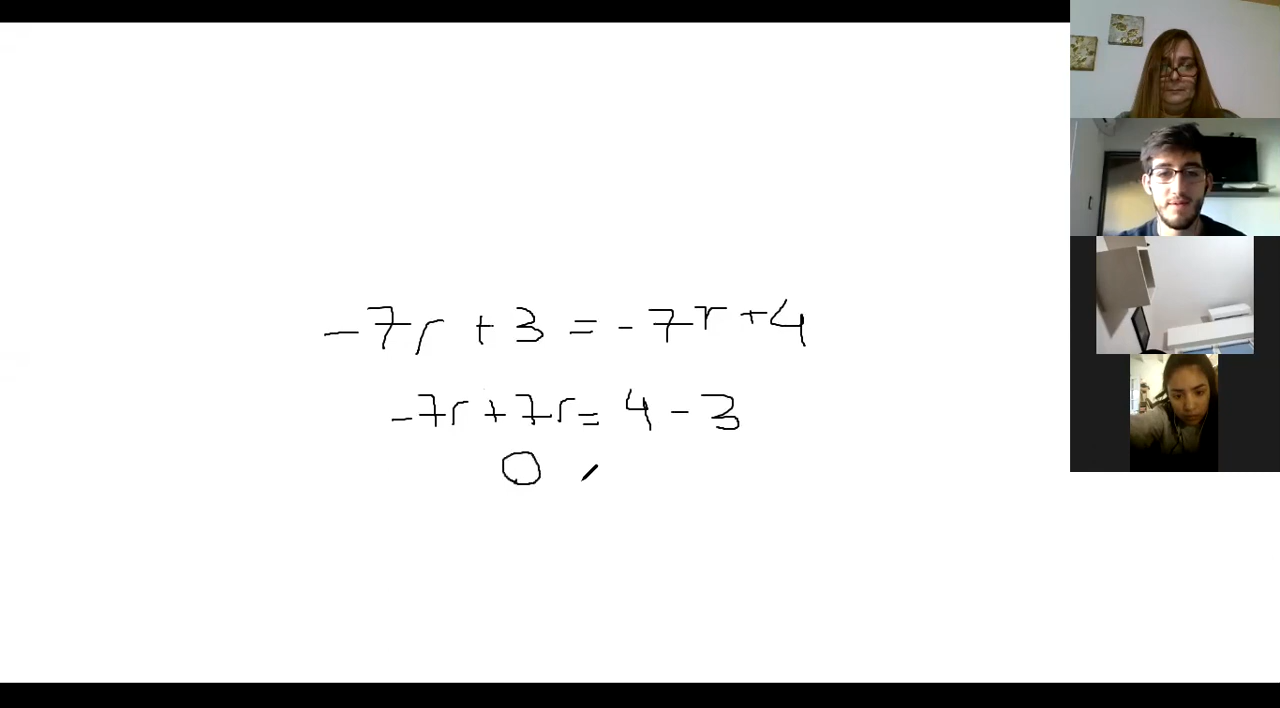 -7r + 3 = -7r + 4
-7r + 7r = 4 - 3
0